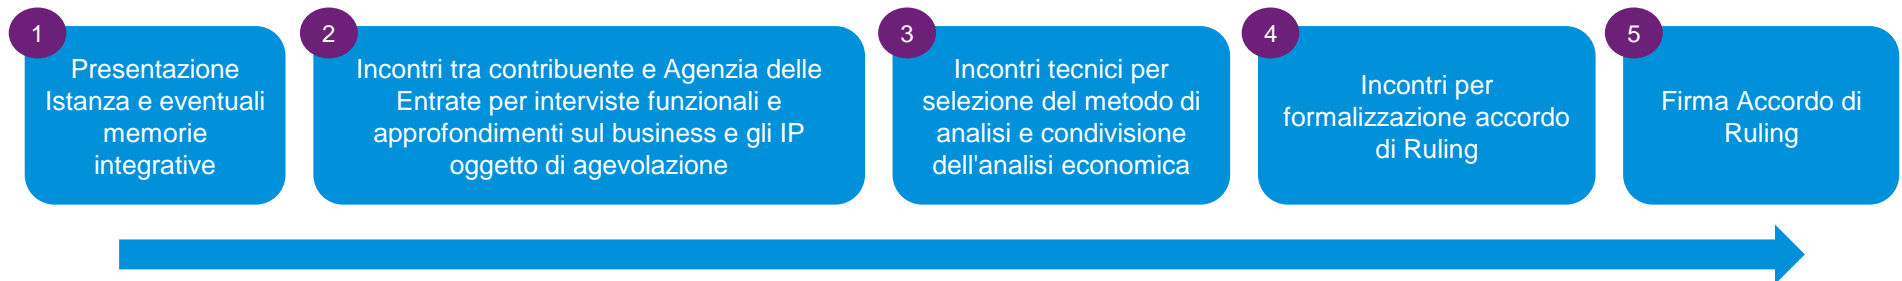 1
Presentazione
Istanza e eventuali
memorie
integrative
2
Incontri tra contribuente e Agenzia delle
Entrate per interviste funzionali e
approfondimenti sul business e gli IP
oggetto di agevolazione
3
Incontri tecnici per
selezione del metodo di
analisi e condivisione
dell'analisi economica
4
Incontri per
formalizzazione accordo
di Ruling
5
Firma Accordo di
Ruling